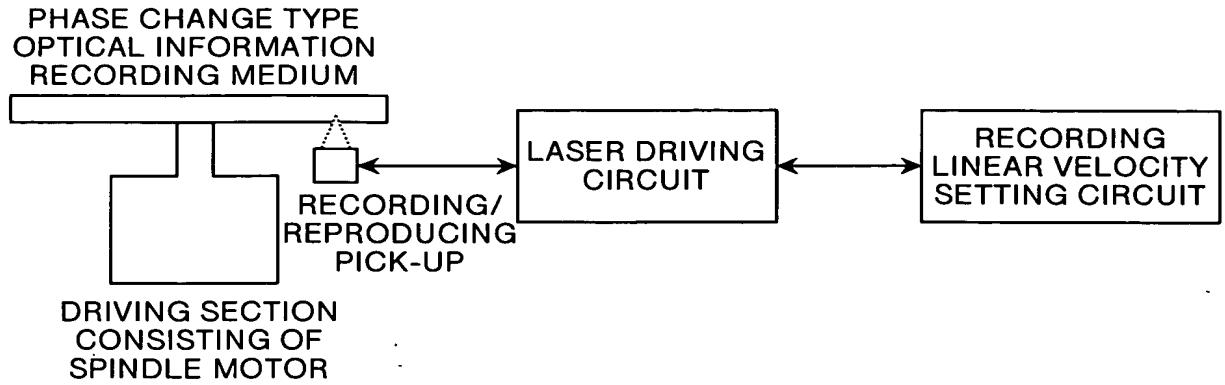 PHASE CHANGE TYPE
OPTICAL INFORMATION
RECORDING MEDIUM
LASER DRIVING
CIRCUIT
RECORDING
LINEAR VELOCITY
SETTING CIRCUIT
RECORDING/
REPRODUCING
PICK-UP
DRIVING SECTION
CONSISTING OF
SPINDLE MOTOR